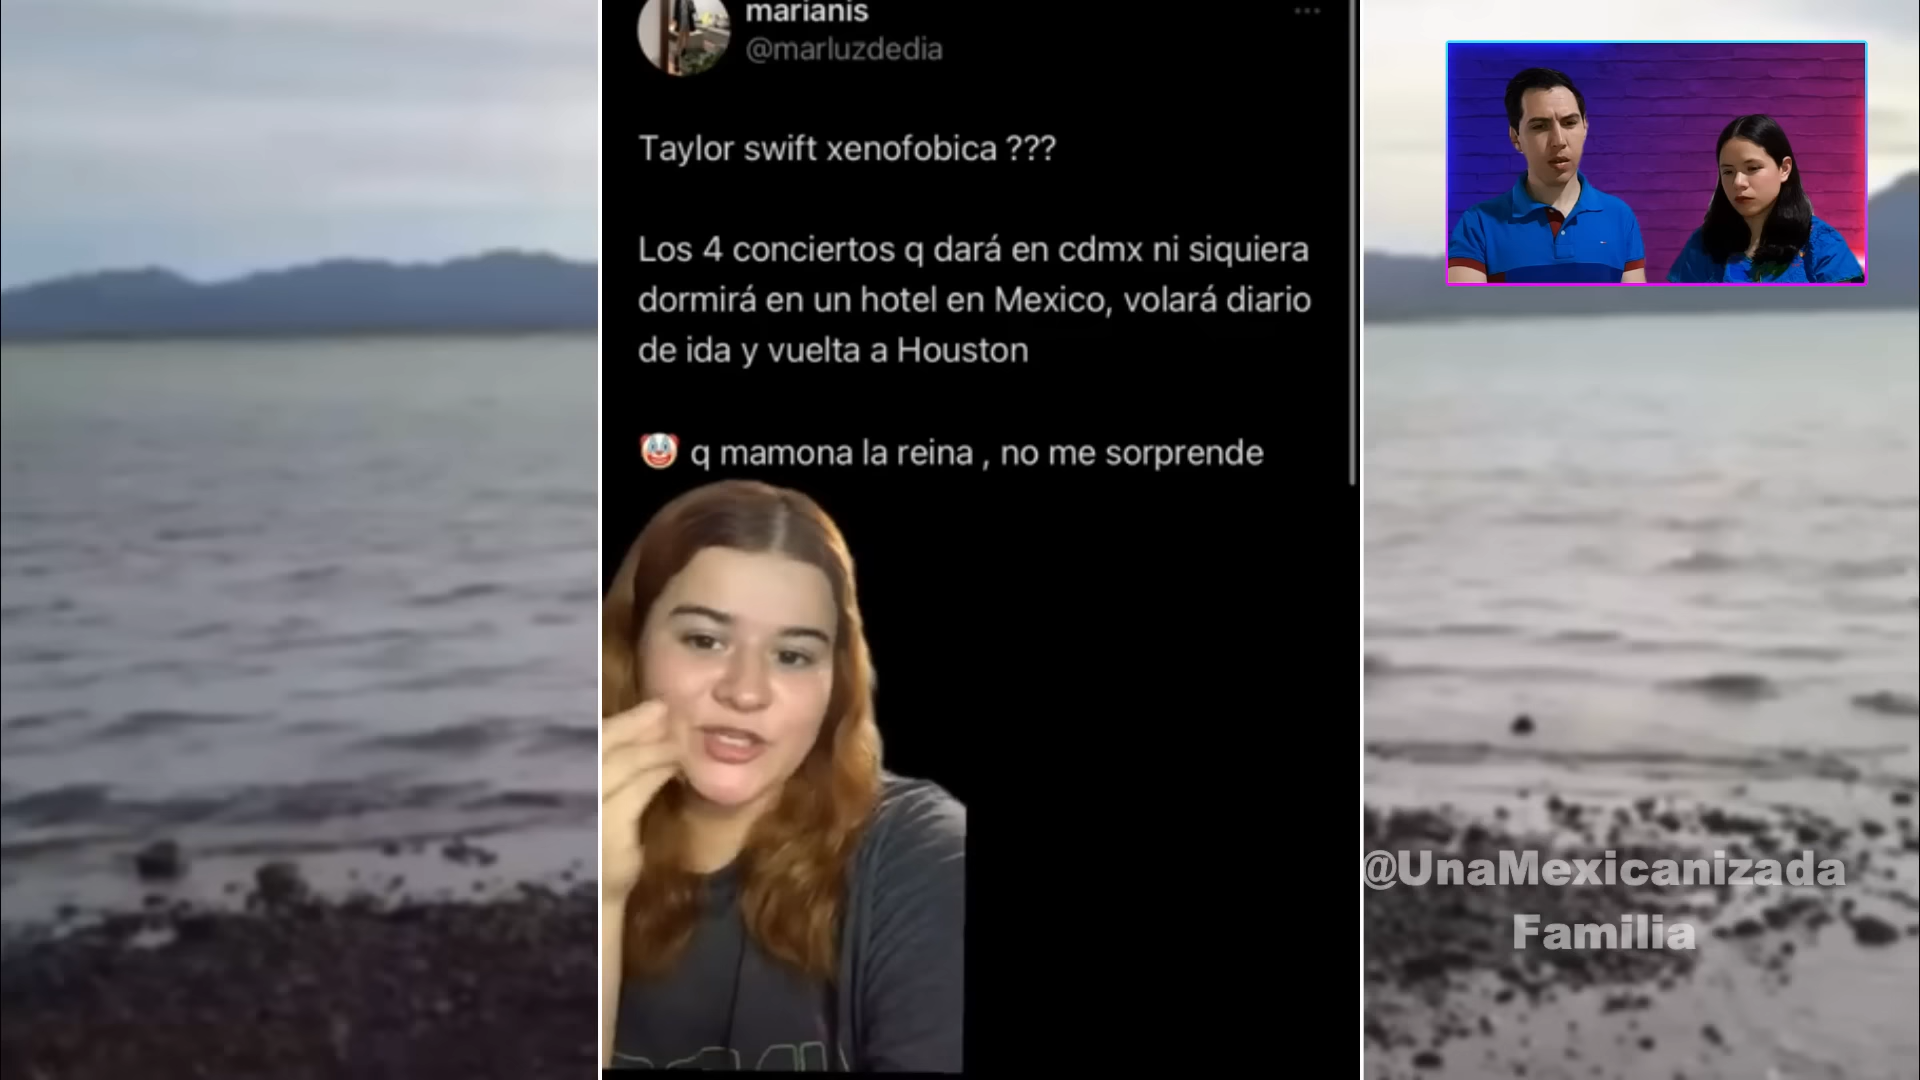 marianis
@marluzdedia
Taylor swift xenofobica ???
Los 4 conciertos q dará en cdmx ni siquiera
dormirá en un hotel en Mexico, volará diario
de ida y vuelta a Houston
🤡 q mamona la reina , no me sorprende
@UnaMexicanizada
Familia